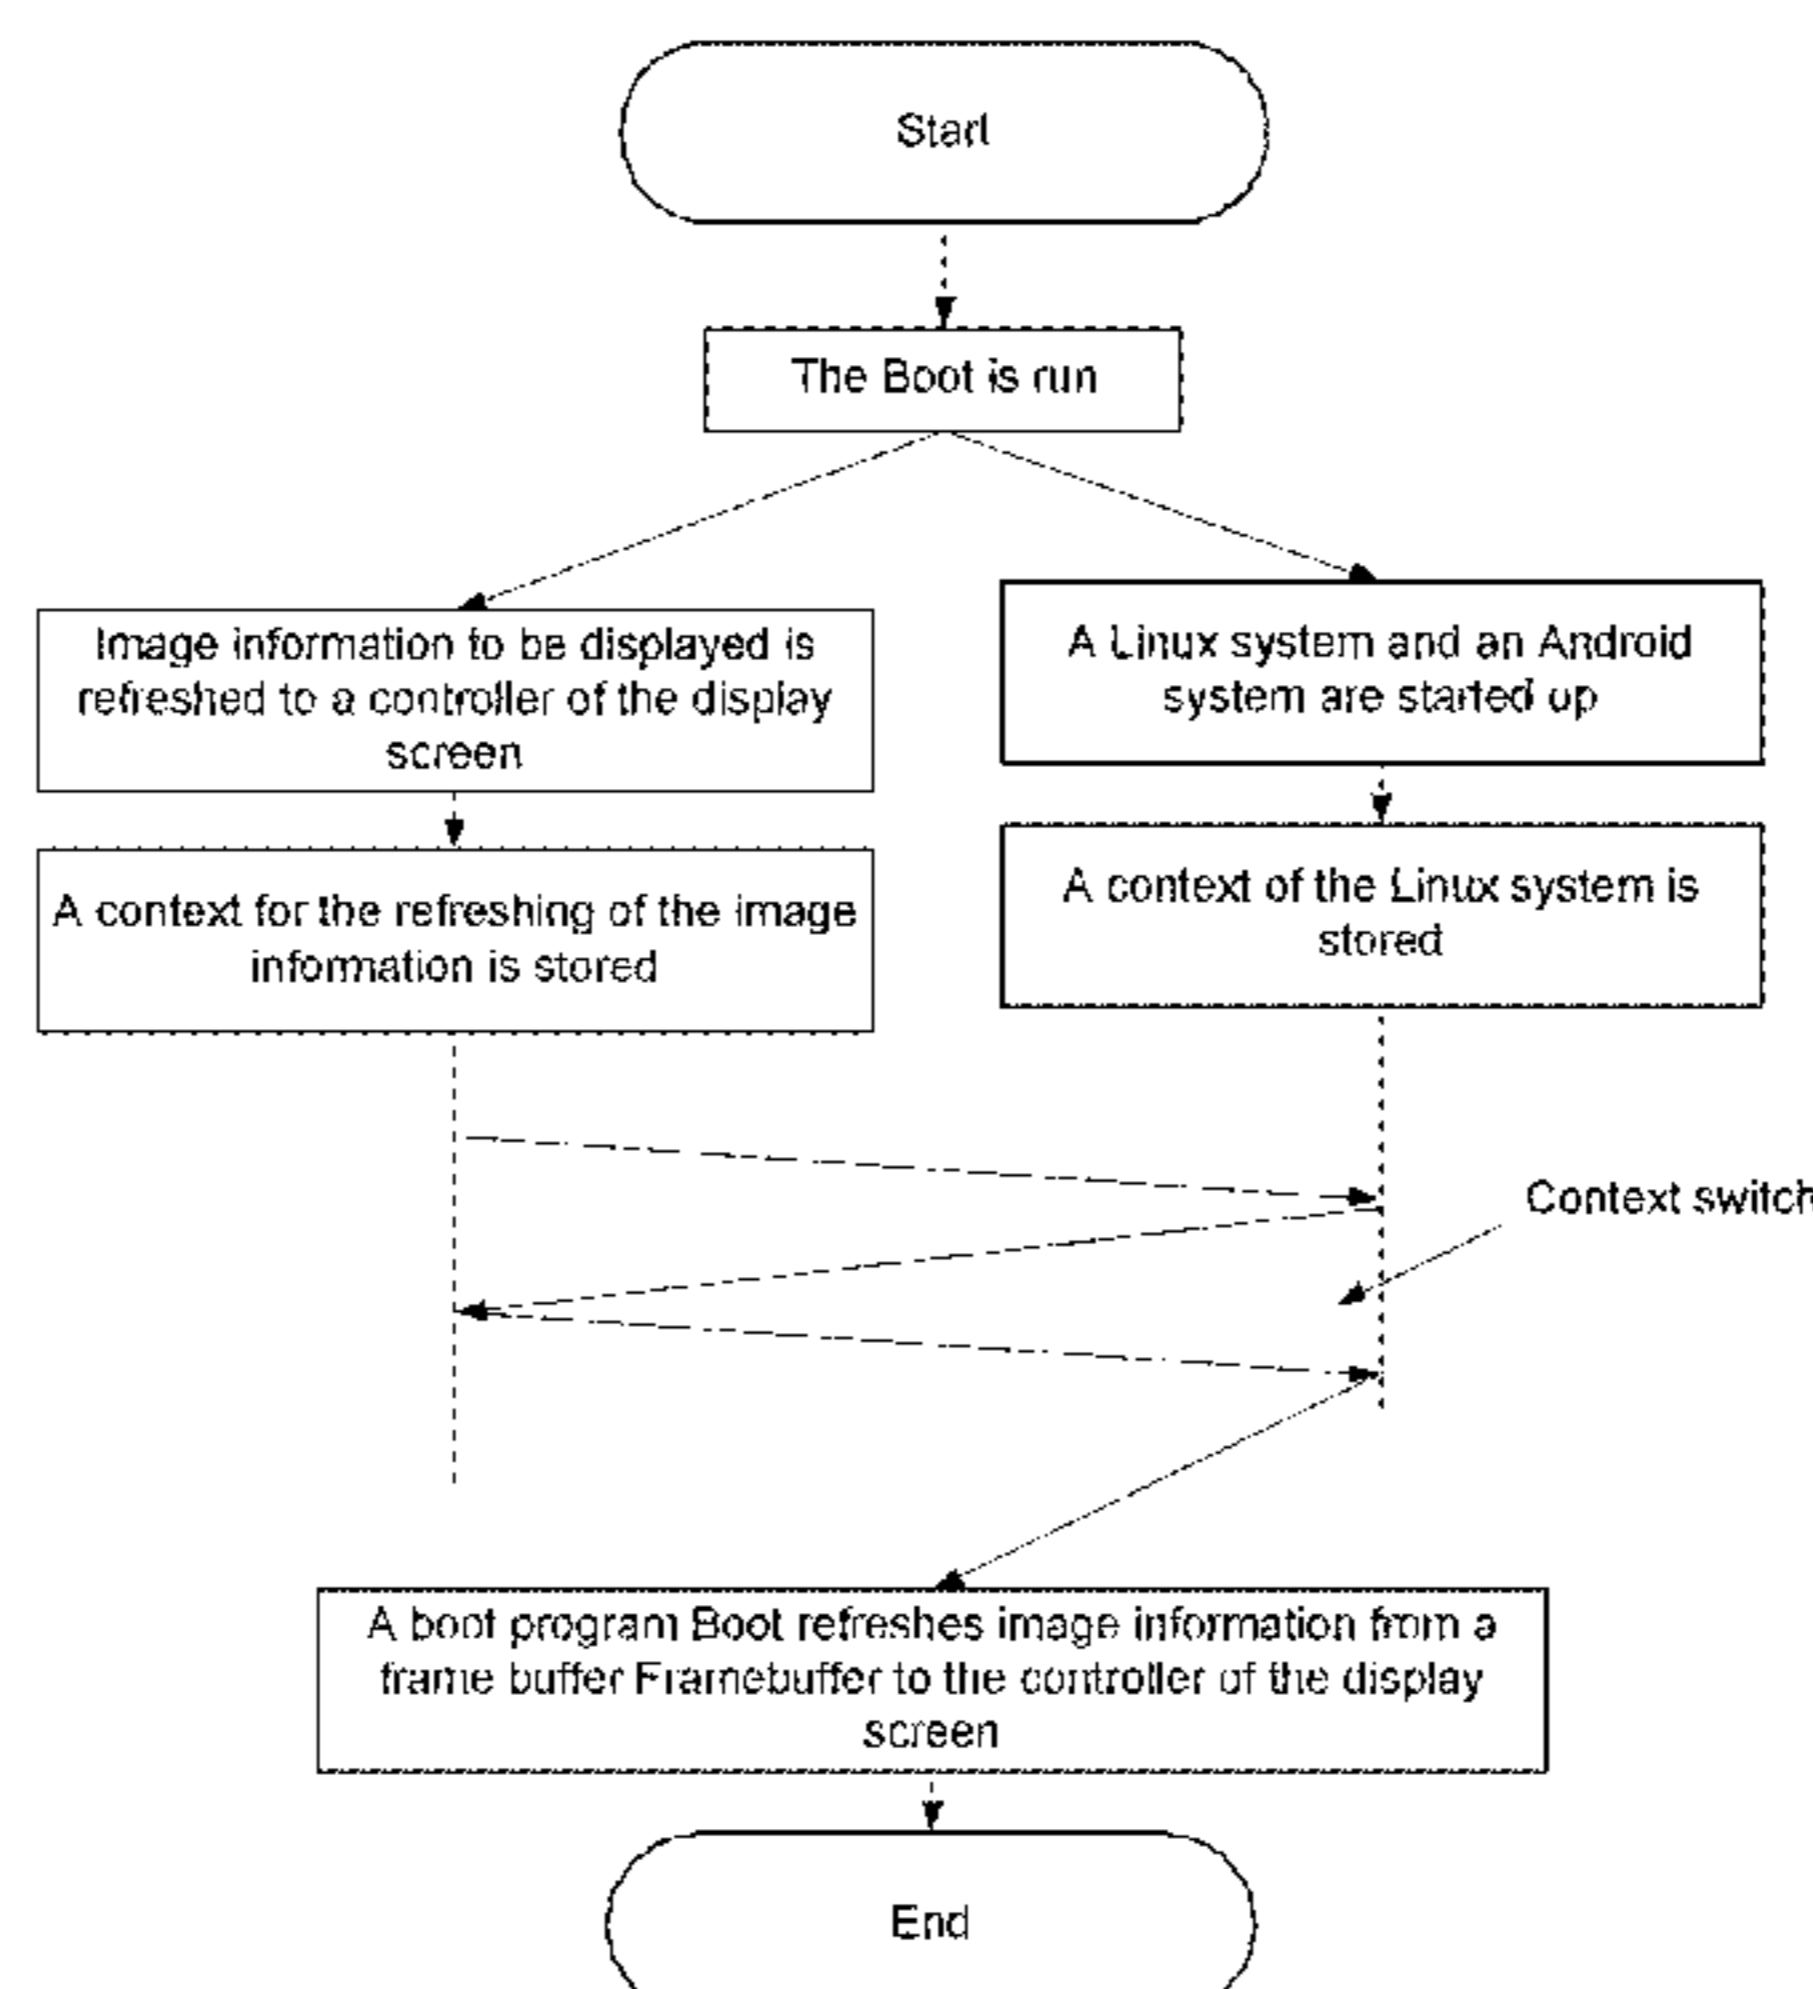 Start
The Boot is run
Image information to be displayed is
refreshed to a controller of the display
screen
A Linux system and an Android
system are started up
A context for the refreshing of the image
information is stored
A context of the Linux system is
stored
Context switch
A boot program Boot refreshes image information from a
frame buffer Framebuffer to the controller of the display
screen
End